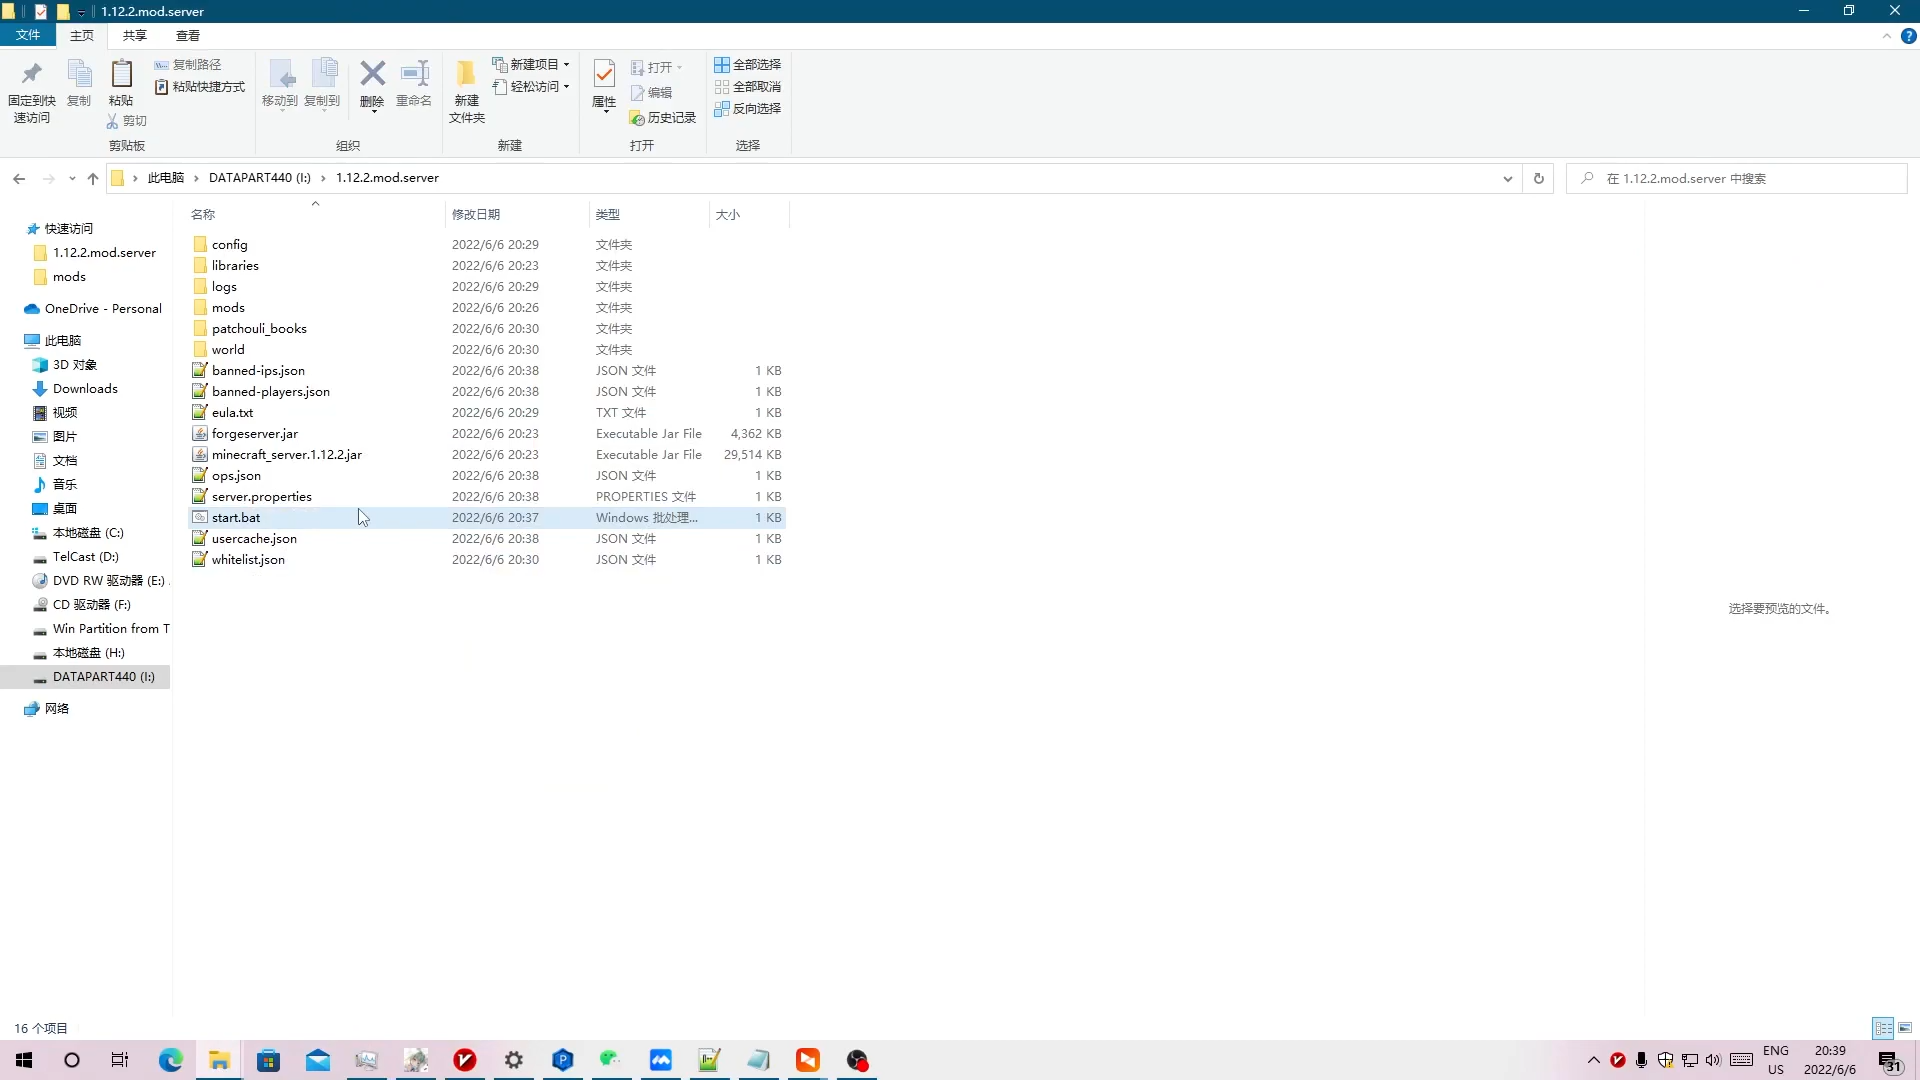 1.12.2.mod.server
文件 主页 共享 查看
固定到快速访问
复制
粘贴
复制路径
粘贴快捷方式
剪切
剪贴板
移动到
复制到
删除
重命名
组织
新建文件夹
新建项目
轻松访问
新建
属性
打开
编辑
历史记录
打开
全部选择
全部取消
反向选择
选择
此电脑 › DATAPART440 (I:) › 1.12.2.mod.server
在 1.12.2.mod.server 中搜索
快速访问
1.12.2.mod.server
mods
OneDrive - Personal
此电脑
3D 对象
Downloads
视频
图片
文档
音乐
桌面
本地磁盘 (C:)
TelCast (D:)
DVD RW 驱动器 (E:)
CD 驱动器 (F:)
Win Partition from T
本地磁盘 (H:)
DATAPART440 (I:)
网络
名称 修改日期 类型 大小
config 2022/6/6 20:29 文件夹
libraries 2022/6/6 20:23 文件夹
logs 2022/6/6 20:29 文件夹
mods 2022/6/6 20:26 文件夹
patchouli_books 2022/6/6 20:30 文件夹
world 2022/6/6 20:30 文件夹
banned-ips.json 2022/6/6 20:38 JSON 文件 1 KB
banned-players.json 2022/6/6 20:38 JSON 文件 1 KB
eula.txt 2022/6/6 20:29 TXT 文件 1 KB
forgeserver.jar 2022/6/6 20:23 Executable Jar File 4,362 KB
minecraft_server.1.12.2.jar 2022/6/6 20:23 Executable Jar File 29,514 KB
ops.json 2022/6/6 20:38 JSON 文件 1 KB
server.properties 2022/6/6 20:38 PROPERTIES 文件 1 KB
start.bat 2022/6/6 20:37 Windows 批处理... 1 KB
usercache.json 2022/6/6 20:38 JSON 文件 1 KB
whitelist.json 2022/6/6 20:30 JSON 文件 1 KB
选择要预览的文件。
16 个项目
ENG
US
20:39
2022/6/6
31